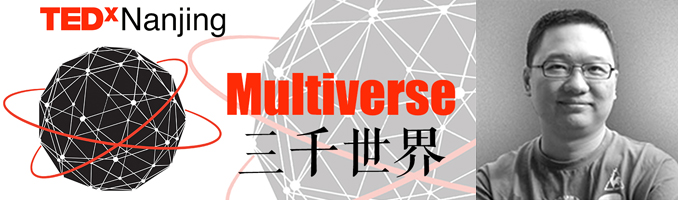 TEDxNanjing
Multiverse
三千世界